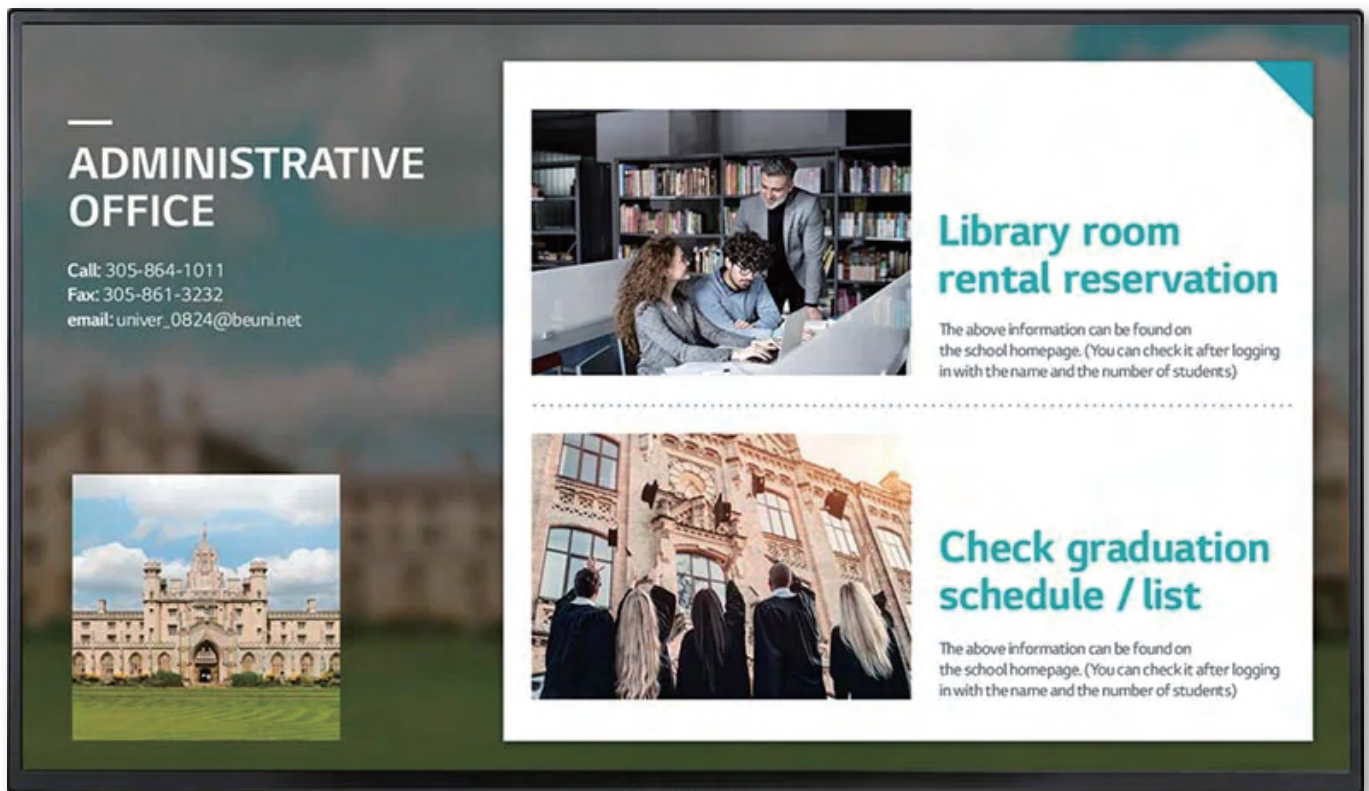 ADMINISTRATIVE
OFFICE
Call: 305-864-1011
Fax: 305-861-3232
email: univer_0824@beuni.net
Library room
rental reservation
The above information can be found on
the school homepage. (You can check it after logging
in with the name and the number of students)
Check graduation
schedule / list
The above information can be found on
the school homepage. (You can check it after logging
in with the name and the number of students)